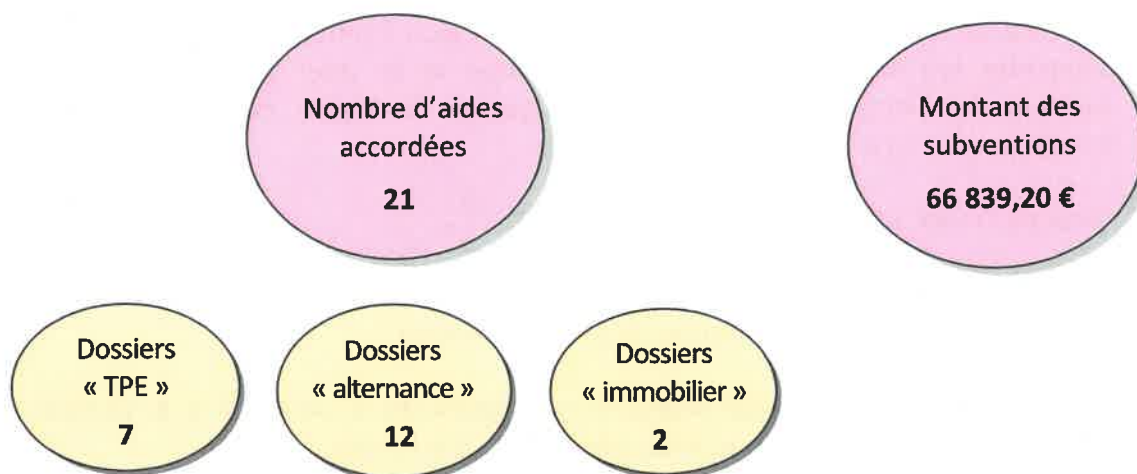 Nombre d'aides
accordées
21
Montant des
subventions
66 839,20 €
Dossiers
« TPE »
7
Dossiers
« alternance »
12
Dossiers
« immobilier »
2